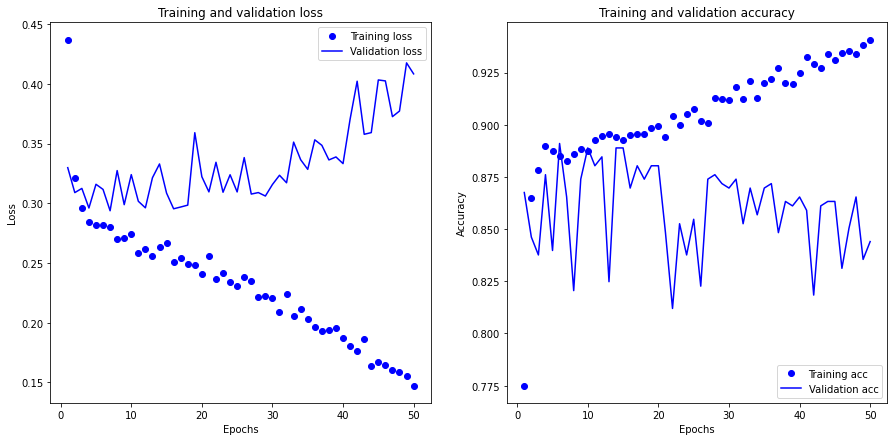 Training and validation loss
Training loss
Validation loss
0.45
0.40
0.35
0.30
0.25
0.20
0.15
Loss
0
10
20
30
40
50
Epochs
Training and validation accuracy
0.925
0.900
0.875
0.850
0.825
0.800
0.775
Accuracy
Training acc
Validation acc
0
10
20
30
40
50
Epochs